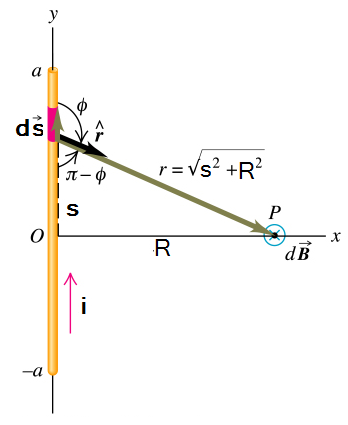 y
a
ϕ
ds⃗
r̂
π–ϕ
r = √s² +R²
s
P
O
x
R
dB⃗
i
–a